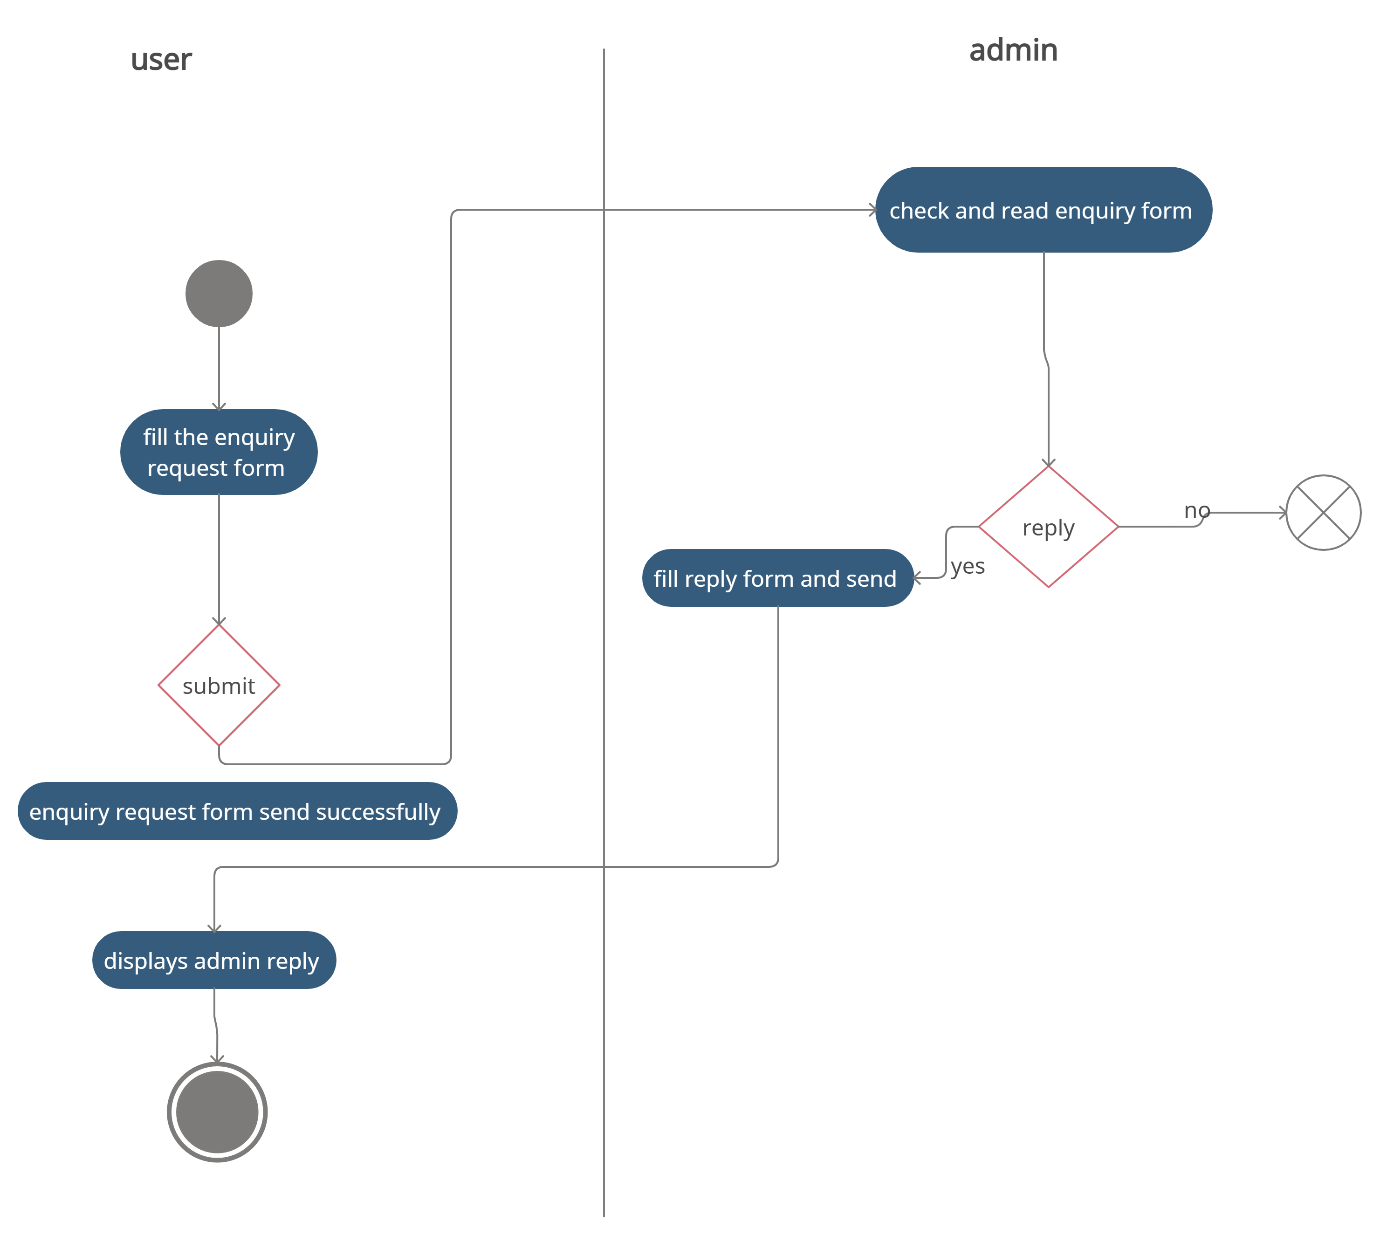 user
admin
check and read enquiry form
fill the enquiry
request form
no
reply
yes
fill reply form and send
submit
enquiry request form send successfully
displays admin reply